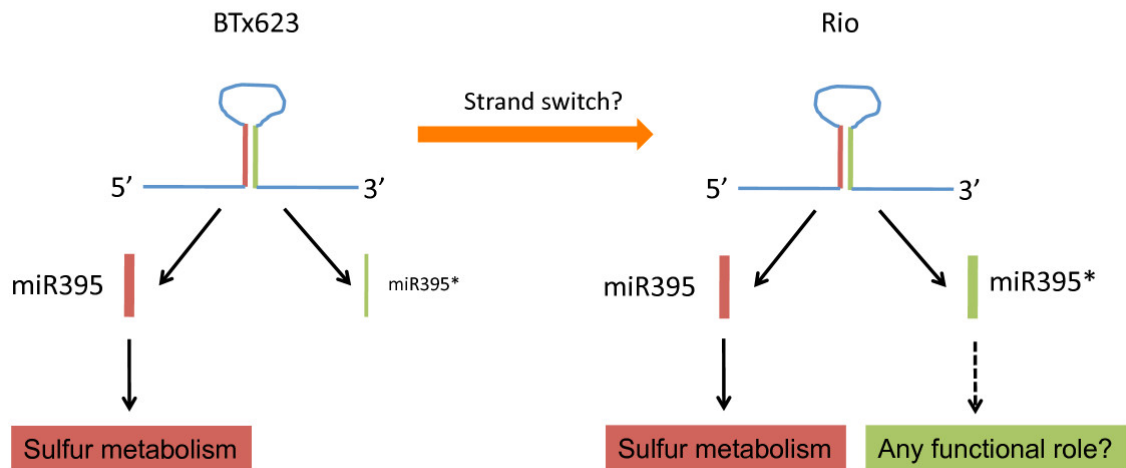 BTx623
Rio
Strand switch?
5’
3’
5’
3’
miR395
miR395*
miR395
miR395*
Sulfur metabolism
Sulfur metabolism
Any functional role?